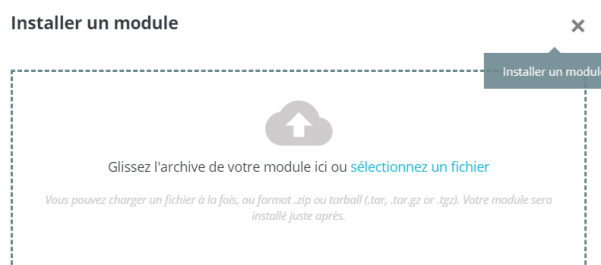 Installer un module
Installer un module
Glissez l'archive de votre module ici ou sélectionnez un fichier
Vous pouvez charger un fichier à la fois, au format .zip ou tarball (.tar, .tar.gz or .tgz). Votre module sera
installé juste après.